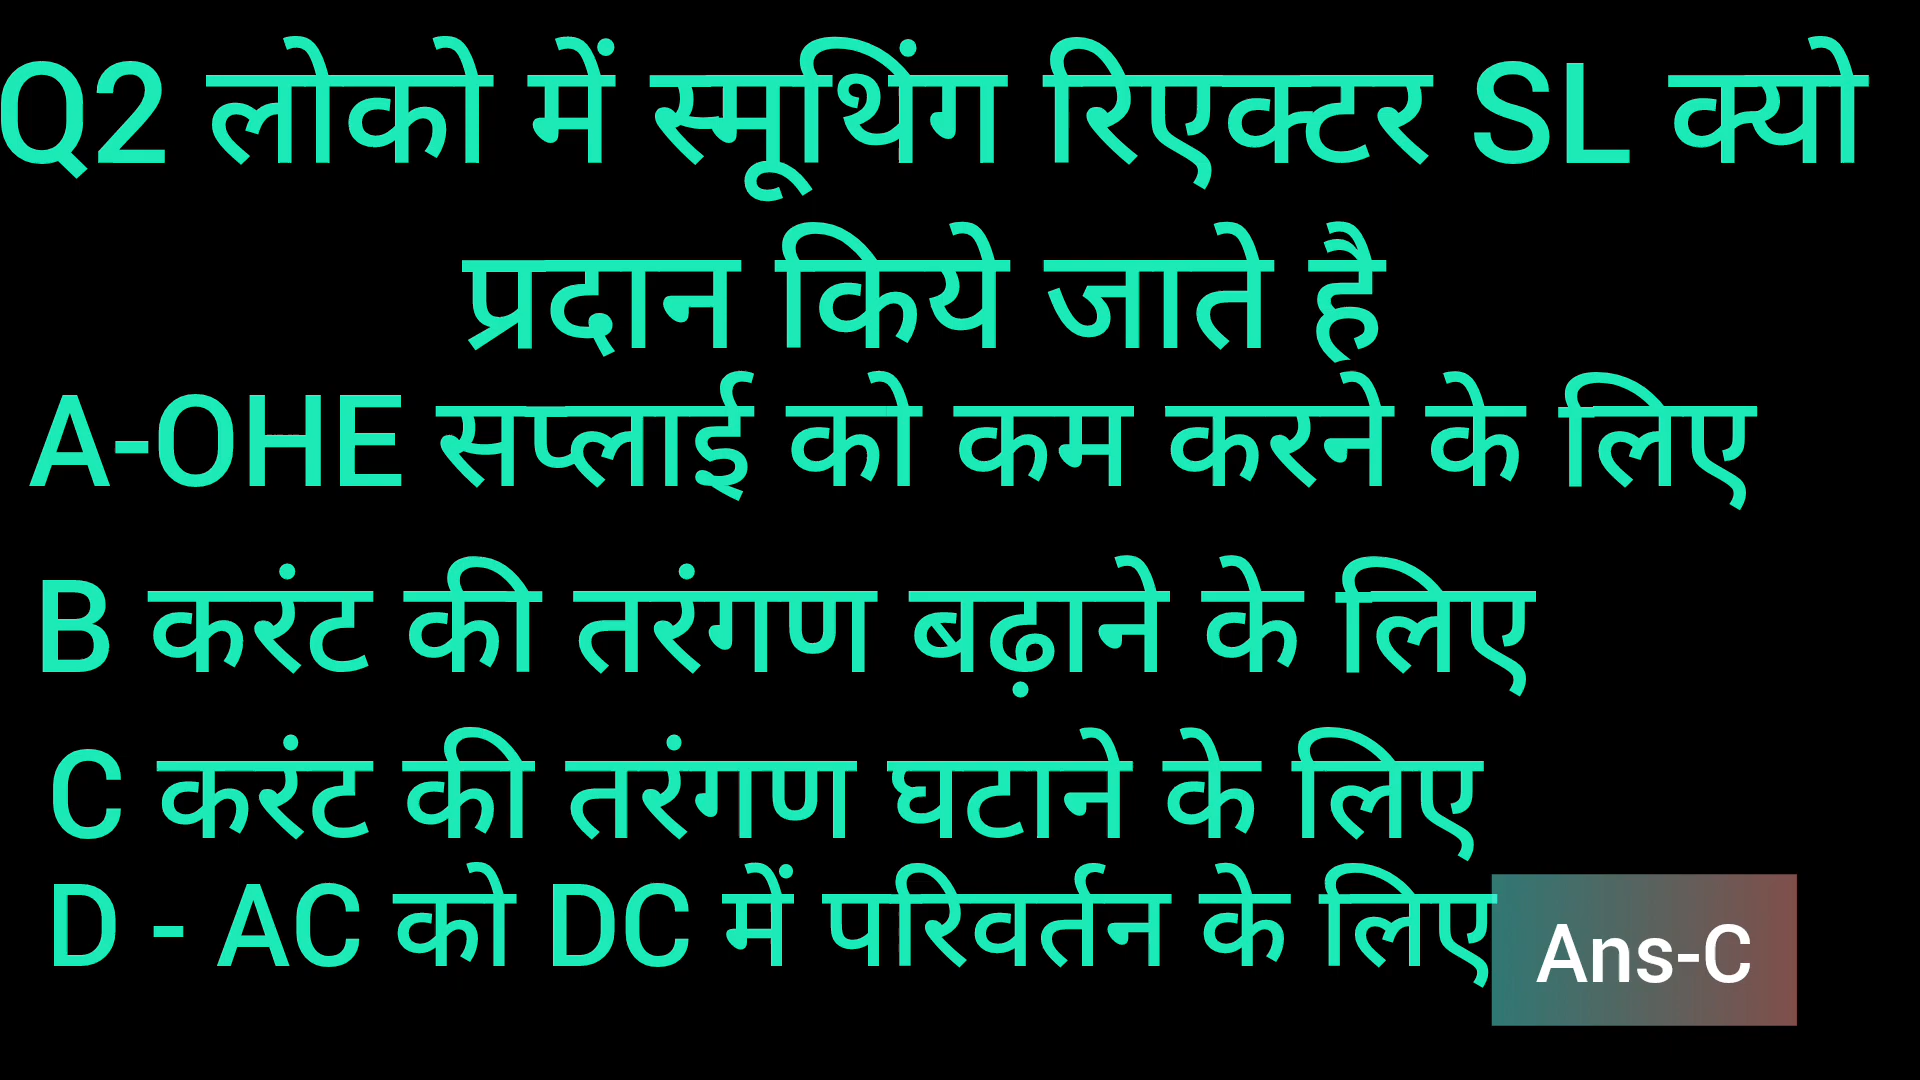 Q2 लोको में स्मूथिंग रिएक्टर SL क्यो
प्रदान किये जाते है
A-OHE सप्लाई को कम करने के लिए
B करंट की तरंगण बढ़ाने के लिए
C करंट की तरंगण घटाने के लिए
D - AC को DC में परिवर्तन के लिए
Ans-C